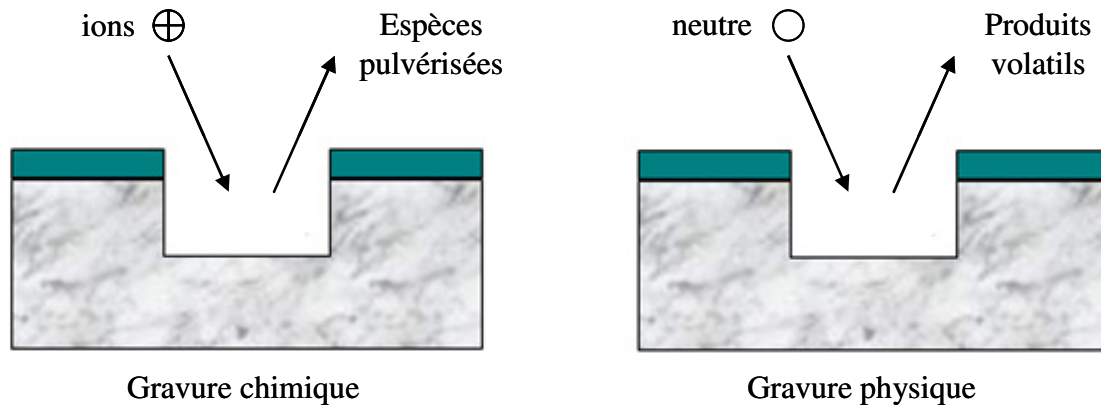 ions
Espèces
pulvérisées
neutre
Produits
volatils
Gravure chimique
Gravure physique